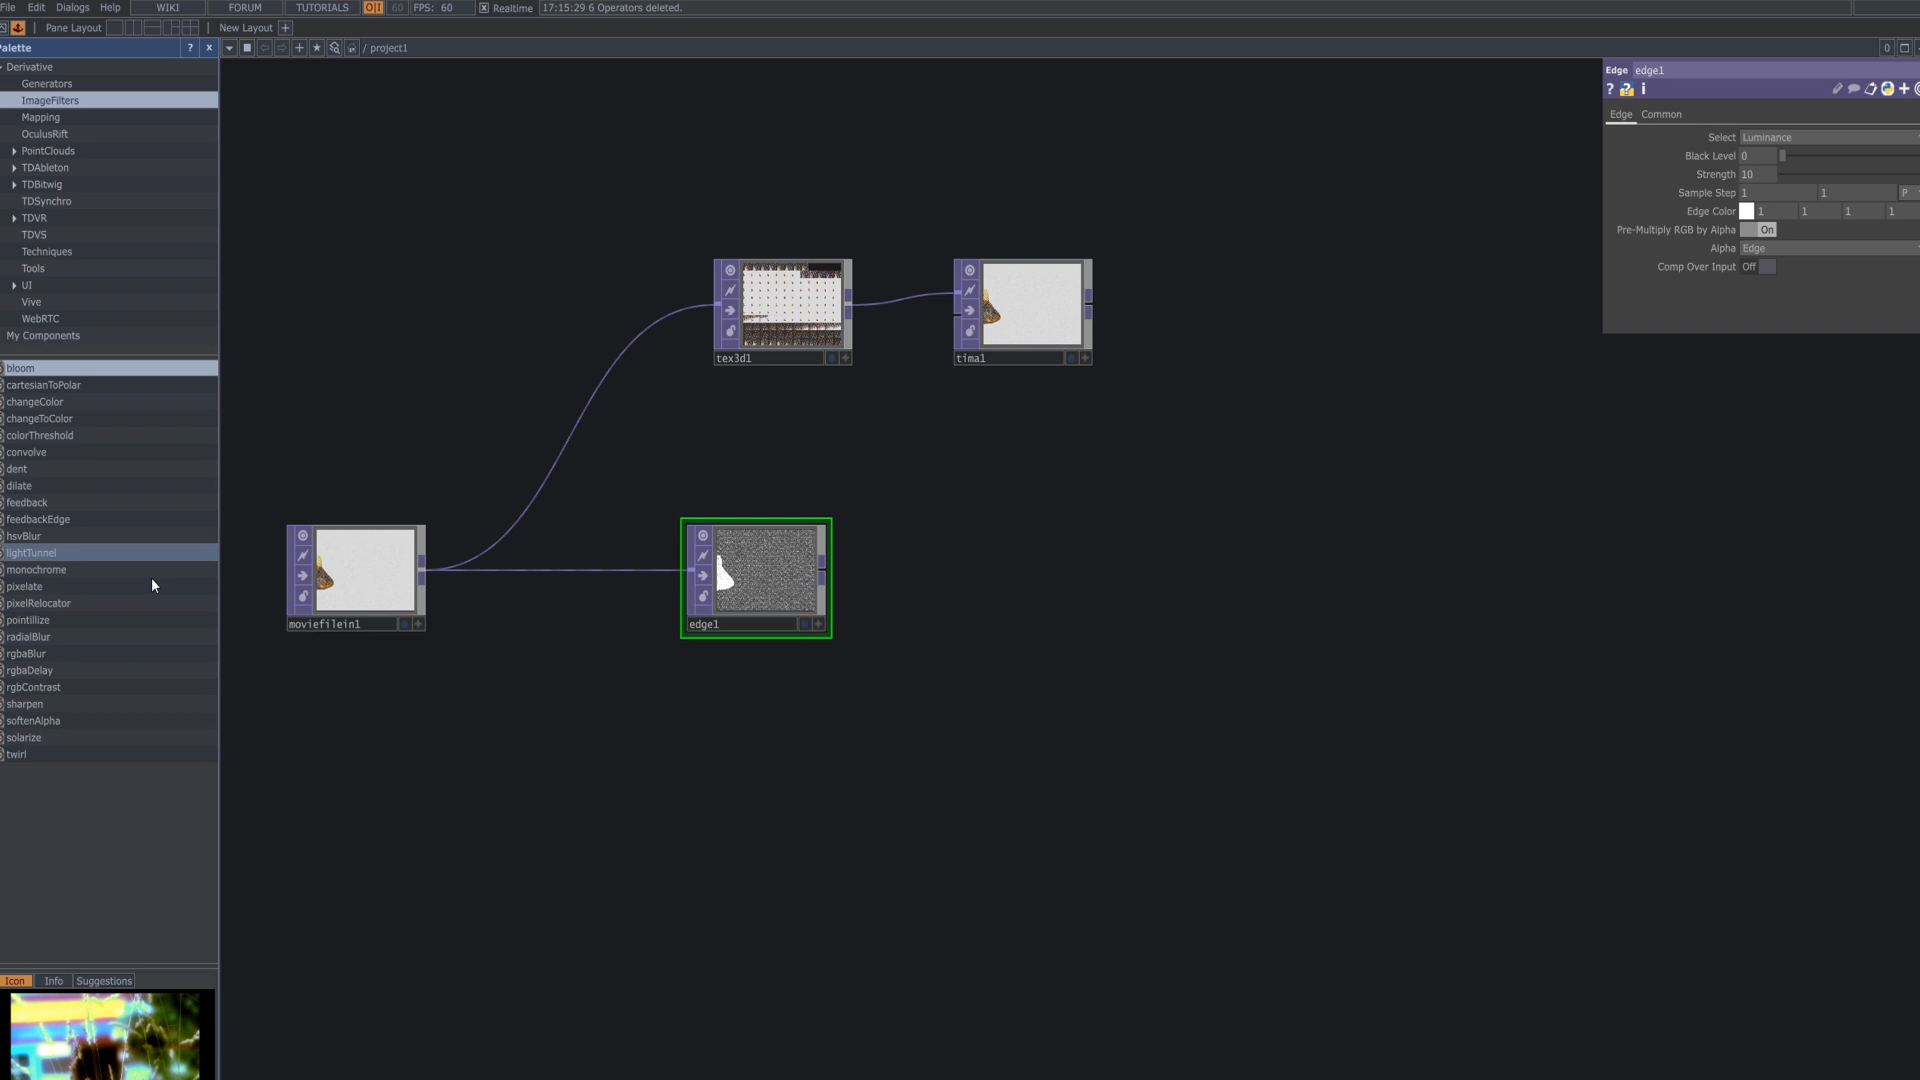 File Edit Dialogs Help WIKI FORUM TUTORIALS O|I 60 FPS: 60 Realtime 17:15:29 6 Operators deleted.
Pane Layout New Layout +
Palette ? x / project1 0
Derivative
Generators
ImageFilters
Mapping
OculusRift
PointClouds
TDAbleton
TDBitwig
TDSynchro
TDVR
TDVS
Techniques
Tools
UI
Vive
WebRTC
My Components
bloom
cartesianToPolar
changeColor
changeToColor
colorThreshold
convolve
dent
dilate
feedback
feedbackEdge
hsvBlur
lightTunnel
monochrome
pixelate
pixelRelocator
pointillize
radialBlur
rgbaBlur
rgbaDelay
rgbContrast
sharpen
softenAlpha
solarize
twirl
Icon Info Suggestions
tex3d1
tima1
moviefilein1
edge1
Edge edge1
? i
Edge Common
Select Luminance
Black Level 0
Strength 10
Sample Step 1 1 P
Edge Color 1 1 1 1
Pre-Multiply RGB by Alpha On
Alpha Edge
Comp Over Input Off